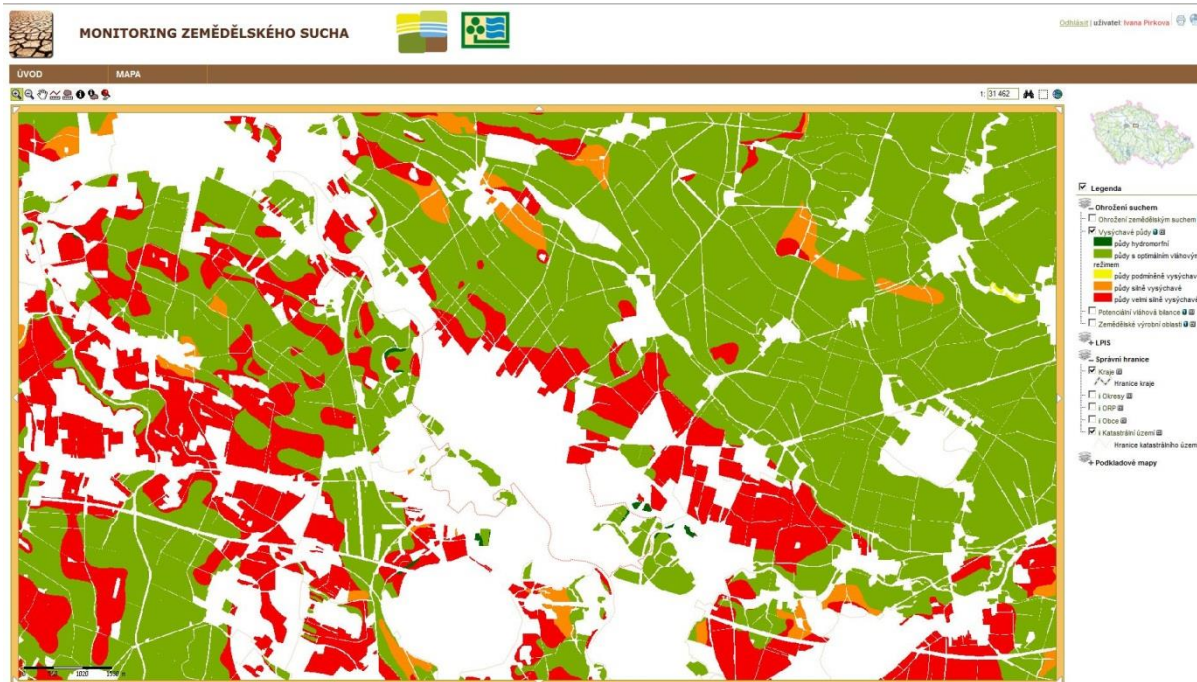 MONITORING ZEMĚDĚLSKÉHO SUCHA
Odhlásit | uživatel: Ivana Pirkova
ÚVOD
MAPA
1: 31 462
Legenda
Ohrožení suchem
Ohrožení zemědělským suchem
Vysýchavé půdy
půdy hydromorfní
půdy s optimálním vláhovým
režimem
půdy podmíněně vysýchav
půdy silně vysýchavé
půdy velmi silně vysýchavé
Potenciální vláhová bilance
Zemědělské výrobní oblasti
LPIS
Správní hranice
Kraje
Hranice kraje
Okresy
ORP
Obce
Katastrální území
Hranice katastrálního územ
Podkladové mapy
0
1020